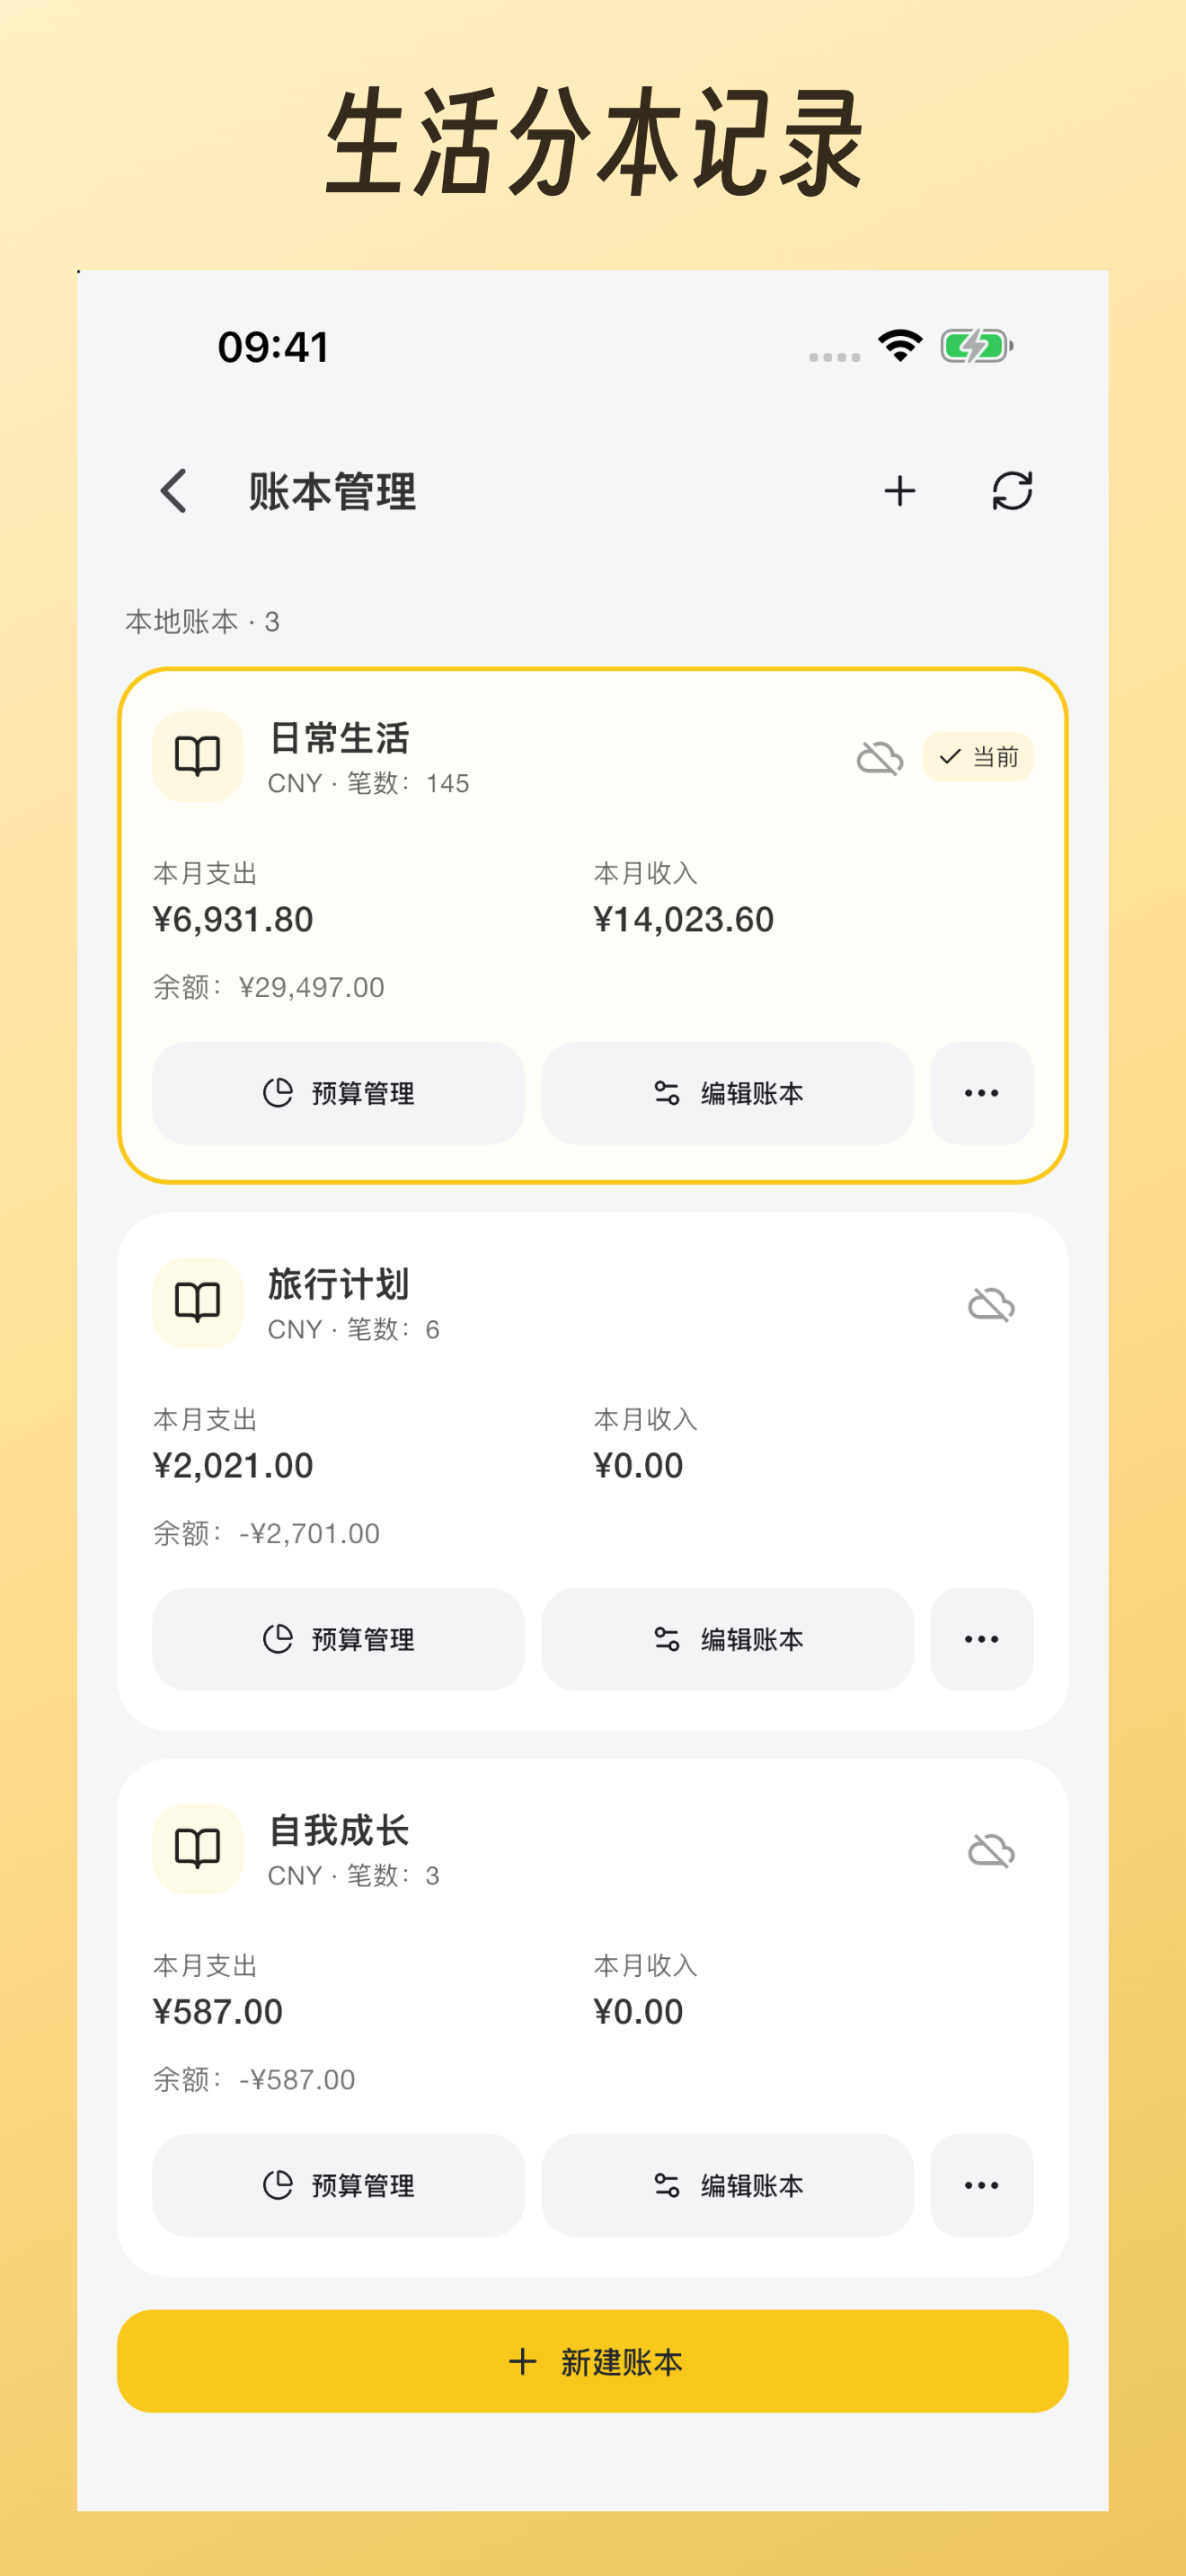 生活分本记录
09:41
账本管理
本地账本 · 3
日常生活
CNY · 笔数：145
当前
本月支出
本月收入
¥6,931.80
¥14,023.60
余额：¥29,497.00
预算管理
编辑账本
旅行计划
CNY · 笔数：6
本月支出
本月收入
¥2,021.00
¥0.00
余额：-¥2,701.00
预算管理
编辑账本
自我成长
CNY · 笔数：3
本月支出
本月收入
¥587.00
¥0.00
余额：-¥587.00
预算管理
编辑账本
新建账本